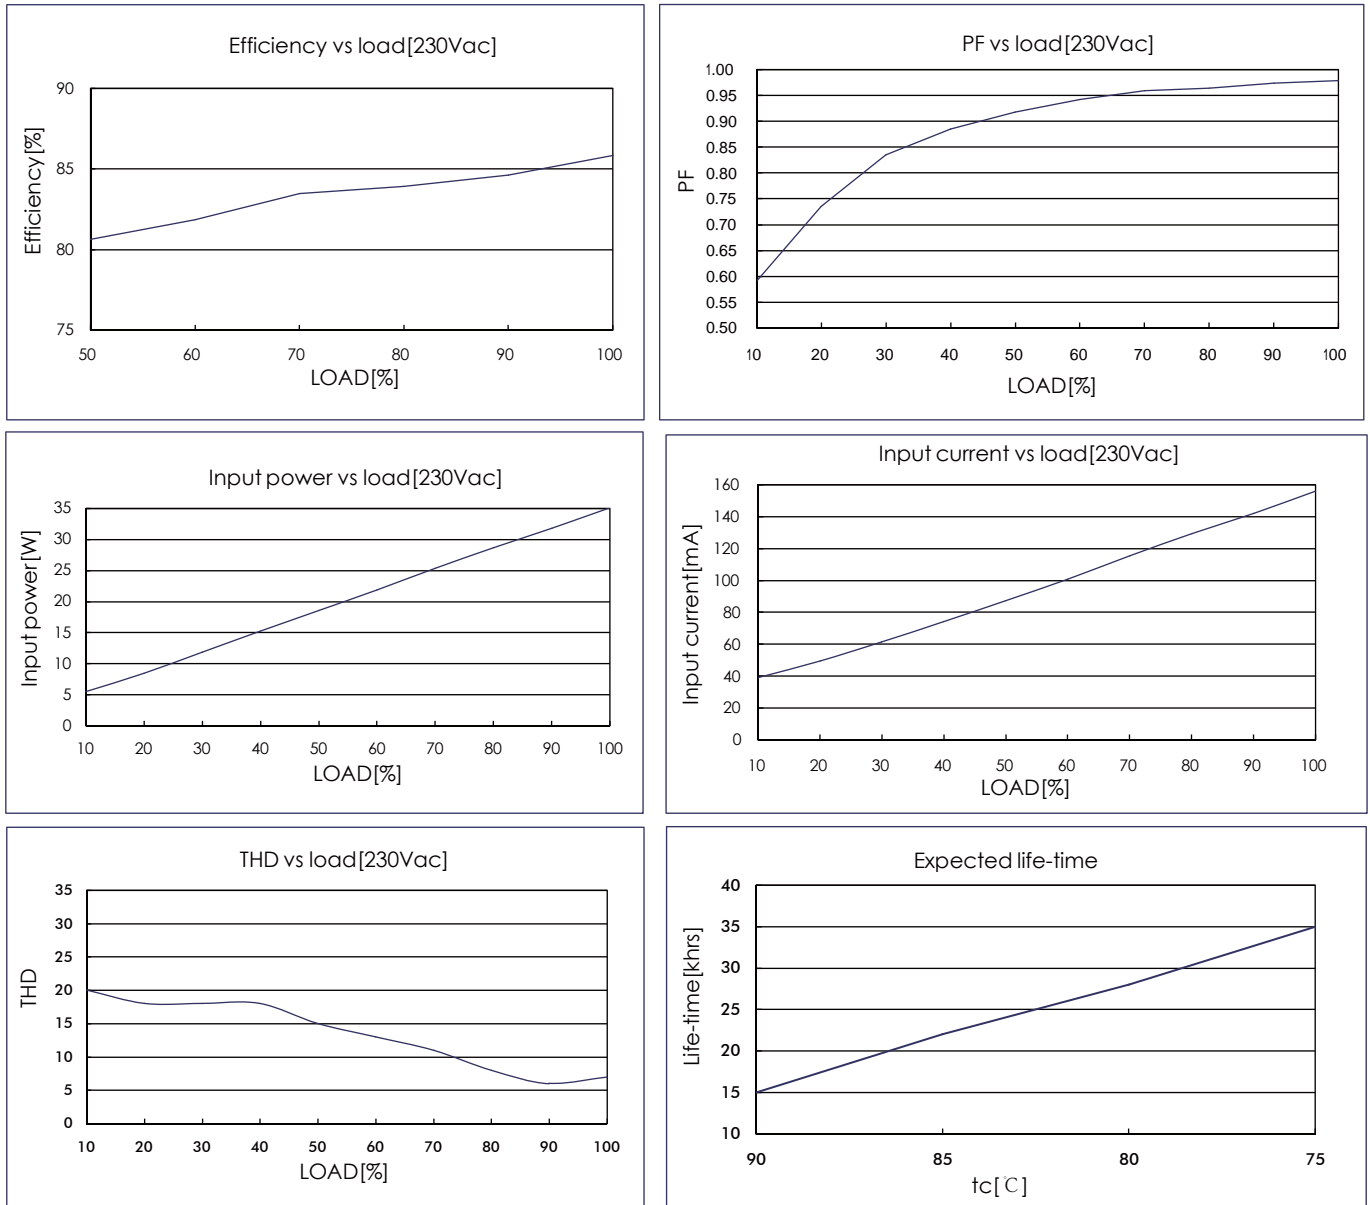 Efficiency vs load[230Vac]
Efficiency[%]
90
85
80
75
50 60 70 80 90 100
LOAD[%]
PF vs load[230Vac]
PF
1.00
0.95
0.90
0.85
0.80
0.75
0.70
0.65
0.60
0.55
0.50
10 20 30 40 50 60 70 80 90 100
LOAD[%]
Input power vs load[230Vac]
Input power[W]
35
30
25
20
15
10
5
0
10 20 30 40 50 60 70 80 90 100
LOAD[%]
Input current vs load[230Vac]
Input current[mA]
160
140
120
100
80
60
40
20
0
10 20 30 40 50 60 70 80 90 100
LOAD[%]
THD vs load[230Vac]
THD
35
30
25
20
15
10
5
0
10 20 30 40 50 60 70 80 90 100
LOAD[%]
Expected life-time
Life-time[khrs]
40
35
30
25
20
15
10
90 85 80 75
tc[℃]